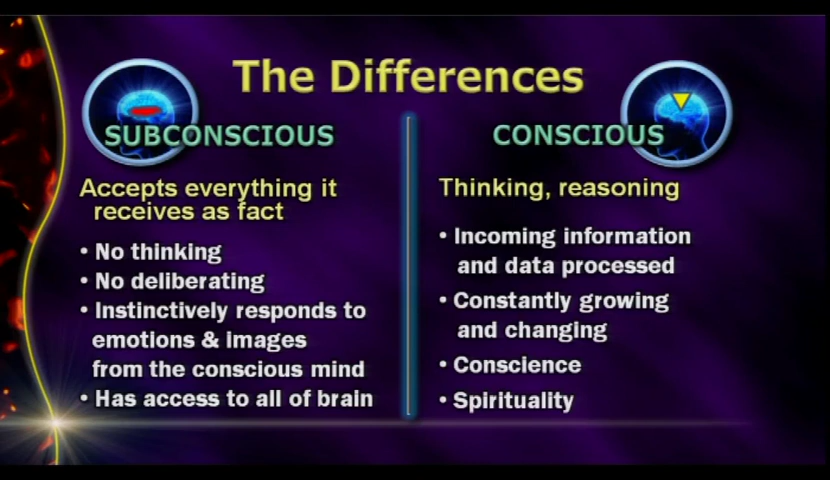 The Differences
SUBCONSCIOUS
Accepts everything it
receives as fact
• No thinking
• No deliberating
• Instinctively responds to
emotions & images
from the conscious mind
• Has access to all of brain
CONSCIOUS
Thinking, reasoning
• Incoming information
and data processed
• Constantly growing
and changing
• Conscience
• Spirituality